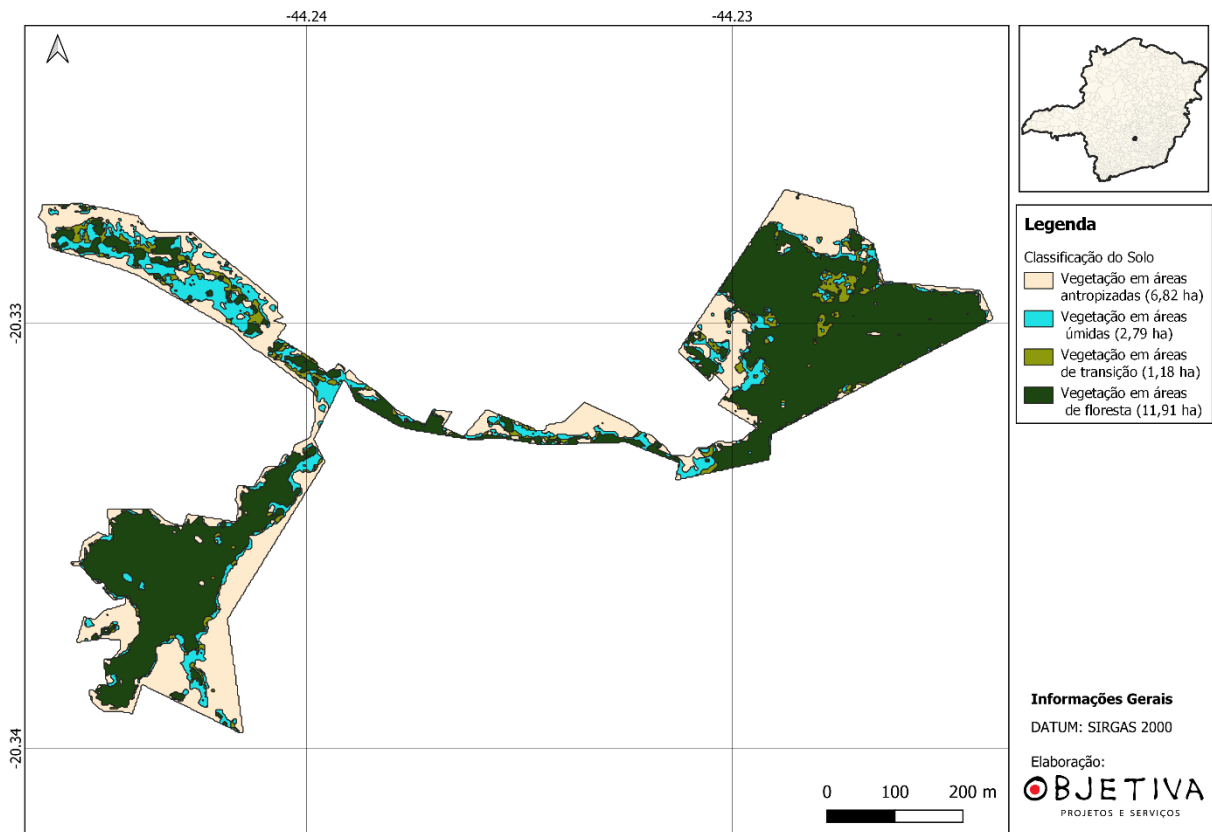 -44.24
-44.23
-20.33
-20.34
Legenda
Classificação do Solo
Vegetação em áreas
antropizadas (6,82 ha)
Vegetação em áreas
úmidas (2,79 ha)
Vegetação em áreas
de transição (1,18 ha)
Vegetação em áreas
de floresta (11,91 ha)
Informações Gerais
DATUM: SIRGAS 2000
Elaboração:
OBJETIVA
PROJETOS E SERVIÇOS
0 100 200 m